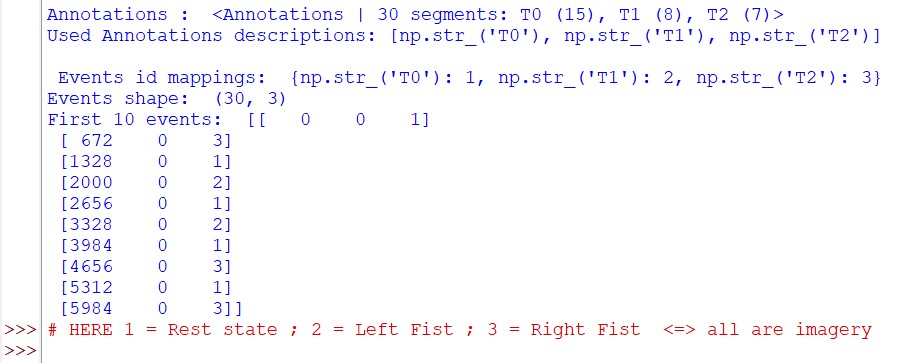 Annotations :  <Annotations | 30 segments: T0 (15), T1 (8), T2 (7)>
Used Annotations descriptions: [np.str_('T0'), np.str_('T1'), np.str_('T2')]
Events id mappings:  {np.str_('T0'): 1, np.str_('T1'): 2, np.str_('T2'): 3}
Events shape:  (30, 3)
First 10 events:  [[   0    0    1]
[ 672    0    3]
[1328    0    1]
[2000    0    2]
[2656    0    1]
[3328    0    2]
[3984    0    1]
[4656    0    3]
[5312    0    1]
[5984    0    3]]
>>> # HERE 1 = Rest state ; 2 = Left Fist ; 3 = Right Fist  <=> all are imagery
>>>